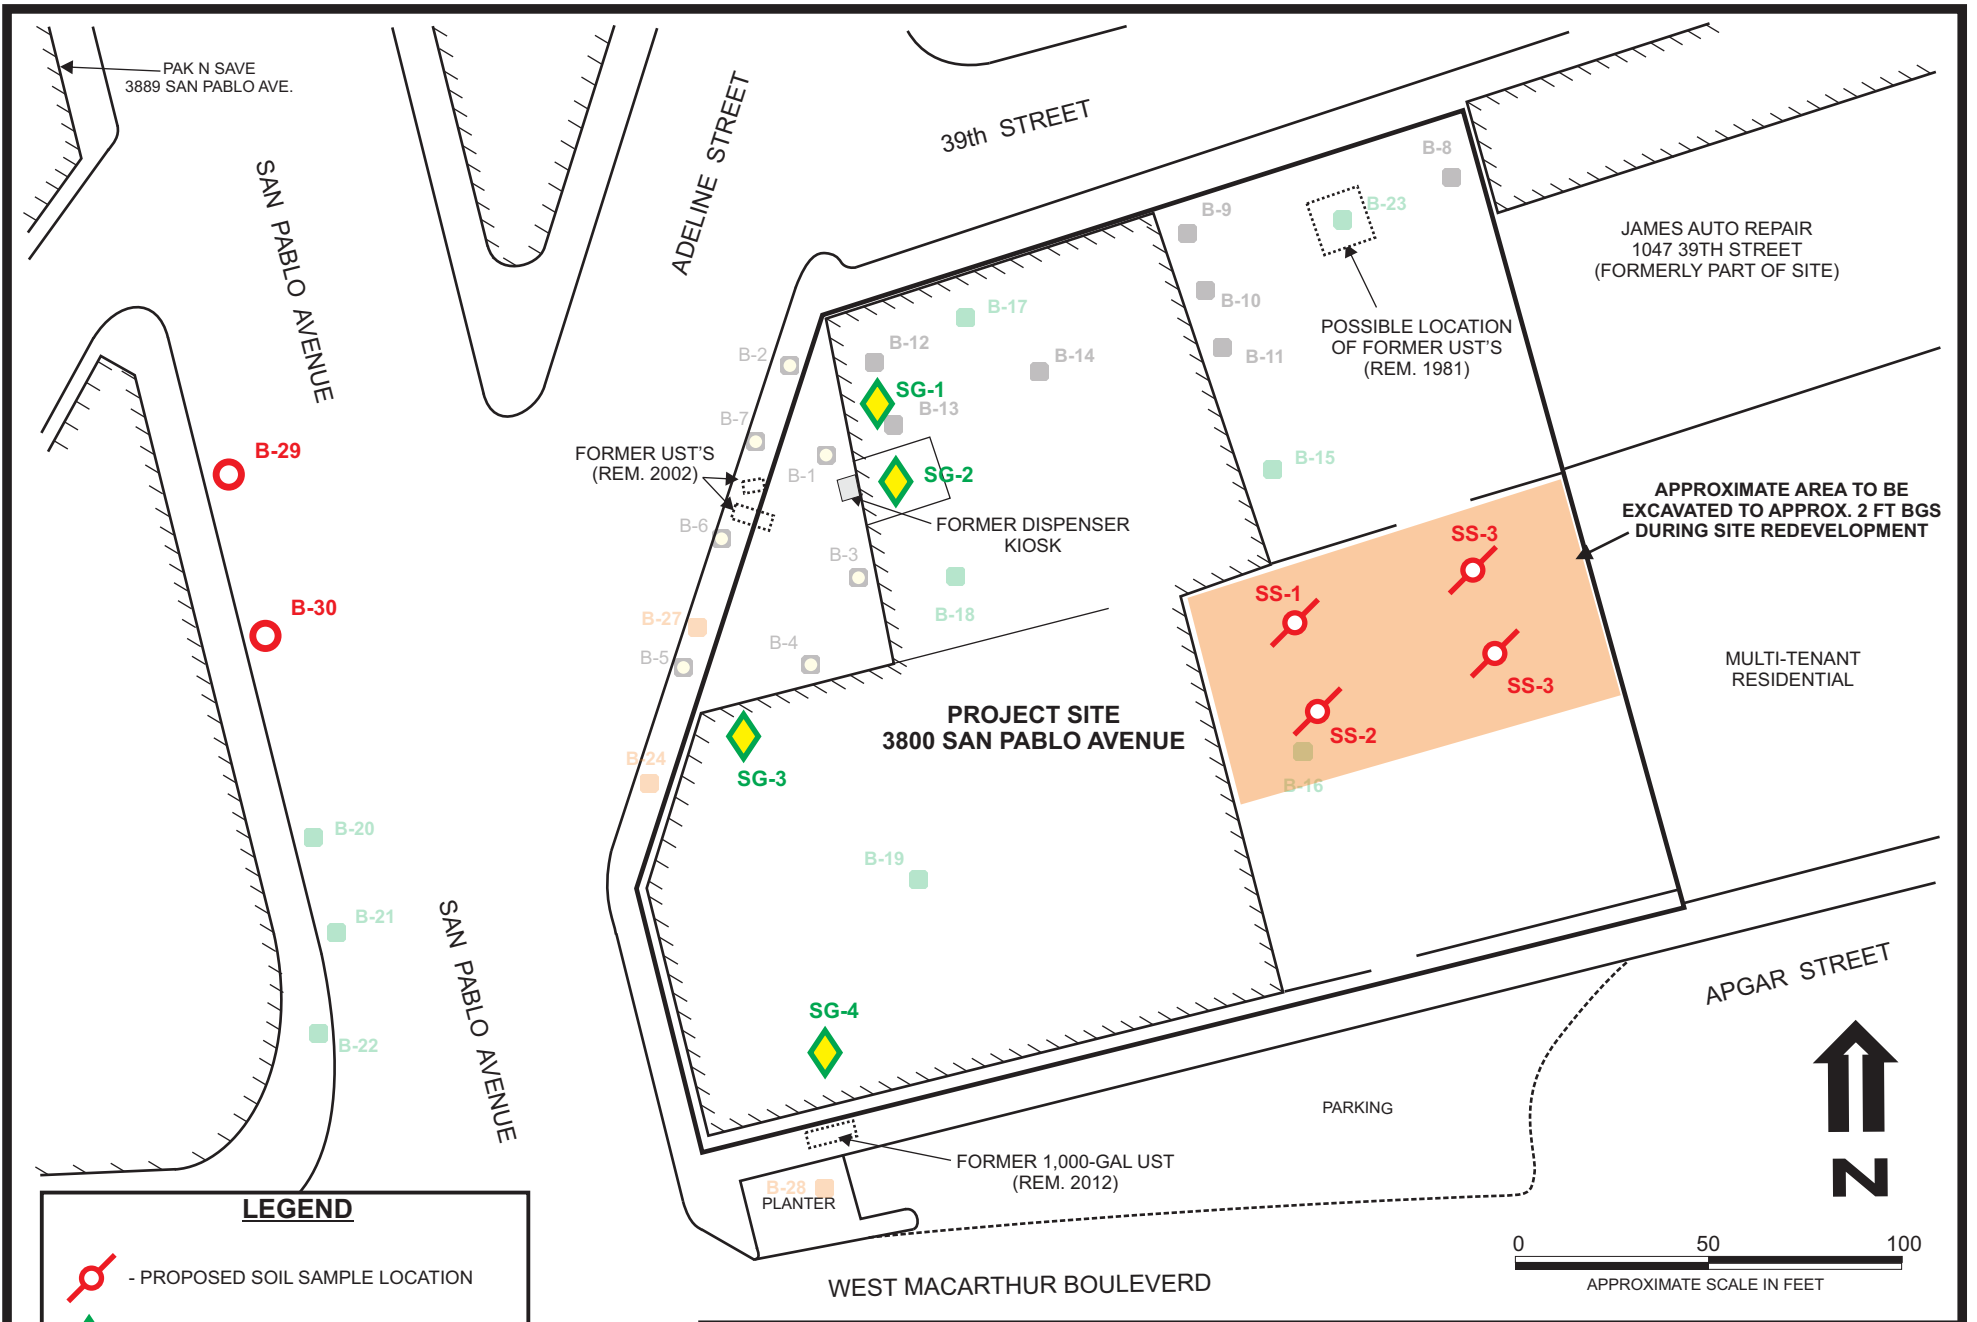 PAK N SAVE
3889 SAN PABLO AVE.
SAN PABLO AVENUE
ADELINE STREET
39th STREET
B-8
B-9
B-23
B-10
B-11
JAMES AUTO REPAIR
1047 39TH STREET
(FORMERLY PART OF SITE)
POSSIBLE LOCATION
OF FORMER UST'S
(REM. 1981)
B-17
B-12
B-14
B-2
SG-1
B-13
B-7
B-29
FORMER UST'S
(REM. 2002)
B-1
SG-2
B-15
B-6
FORMER DISPENSER
KIOSK
B-3
APPROXIMATE AREA TO BE
EXCAVATED TO APPROX. 2 FT BGS
DURING SITE REDEVELOPMENT
SS-3
SS-1
B-30
B-18
B-27
B-4
B-5
MULTI-TENANT
RESIDENTIAL
SS-3
SS-2
PROJECT SITE
3800 SAN PABLO AVENUE
B-24
SG-3
B-16
B-20
B-19
B-21
SAN PABLO AVENUE
B-22
SG-4
APGAR STREET
PARKING
FORMER 1,000-GAL UST
(REM. 2012)
B-28
PLANTER
N
WEST MACARTHUR BOULEVERD
0 50 100
APPROXIMATE SCALE IN FEET
LEGEND
- PROPOSED SOIL SAMPLE LOCATION